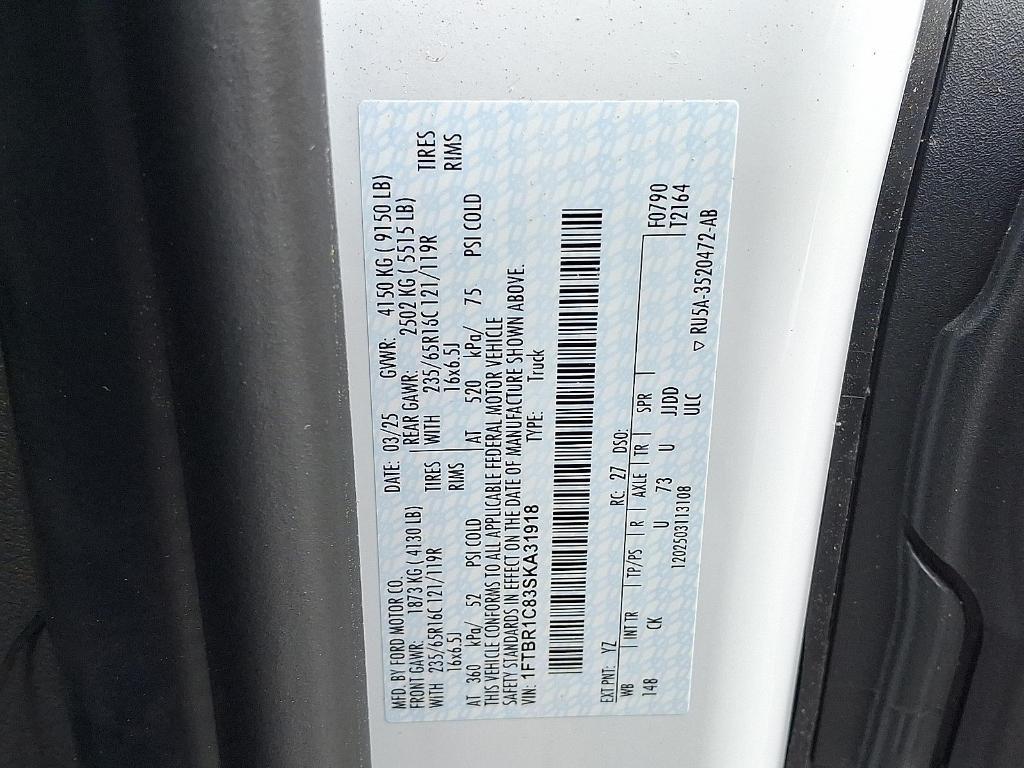 MFD. BY FORD MOTOR CO. DATE: 03/25 GVWR: 4150 KG ( 9150 LB)
FRONT GAWR: 1873 KG ( 4130 LB) REAR GAWR: 2502 KG ( 5515 LB)
WITH 235/65R16C 121/119R TIRES WITH 235/65R16C 121/119R TIRES
16x6.5J RIMS 16x6.5J RIMS
AT 360 kPa/ 52 PSI COLD AT 520 kPa/ 75 PSI COLD
THIS VEHICLE CONFORMS TO ALL APPLICABLE FEDERAL MOTOR VEHICLE
SAFETY STANDARDS IN EFFECT ON THE DATE OF MANUFACTURE SHOWN ABOVE.
VIN: 1FTBR1C83SKA31918 TYPE: Truck
EXT PNT: YZ RC: 27 DSO:
WB INT TR TP/PS R AXLE TR SPR F0790
148 CK U 73 U JJDD T2164
1202503113108 ULC
▽ RU5A-3520472-AB